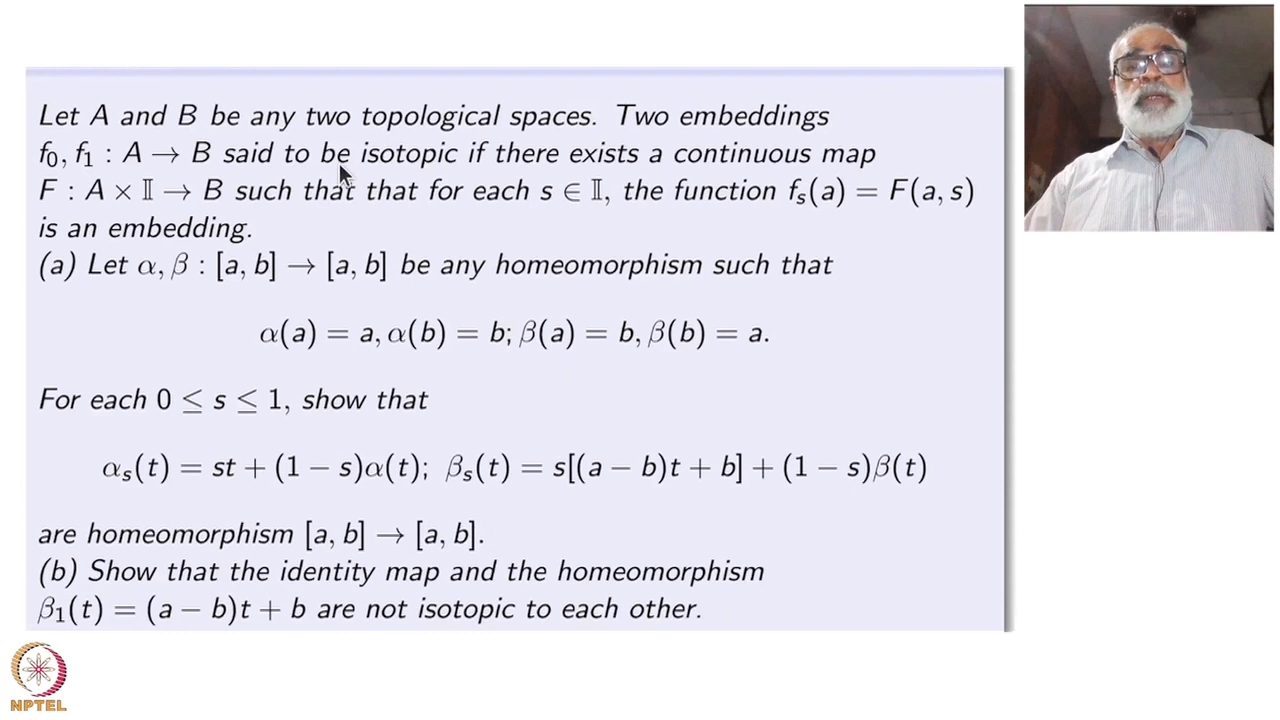 Let A and B be any two topological spaces. Two embeddings
f₀, f₁ : A → B said to be isotopic if there exists a continuous map
F : A × 𝕀 → B such that that for each s ∈ 𝕀, the function fₛ(a) = F(a, s)
is an embedding.
(a) Let α, β : [a, b] → [a, b] be any homeomorphism such that
α(a) = a, α(b) = b; β(a) = b, β(b) = a.
For each 0 ≤ s ≤ 1, show that
αₛ(t) = st + (1 − s)α(t); βₛ(t) = s[(a − b)t + b] + (1 − s)β(t)
are homeomorphism [a, b] → [a, b].
(b) Show that the identity map and the homeomorphism
β₁(t) = (a − b)t + b are not isotopic to each other.
NPTEL